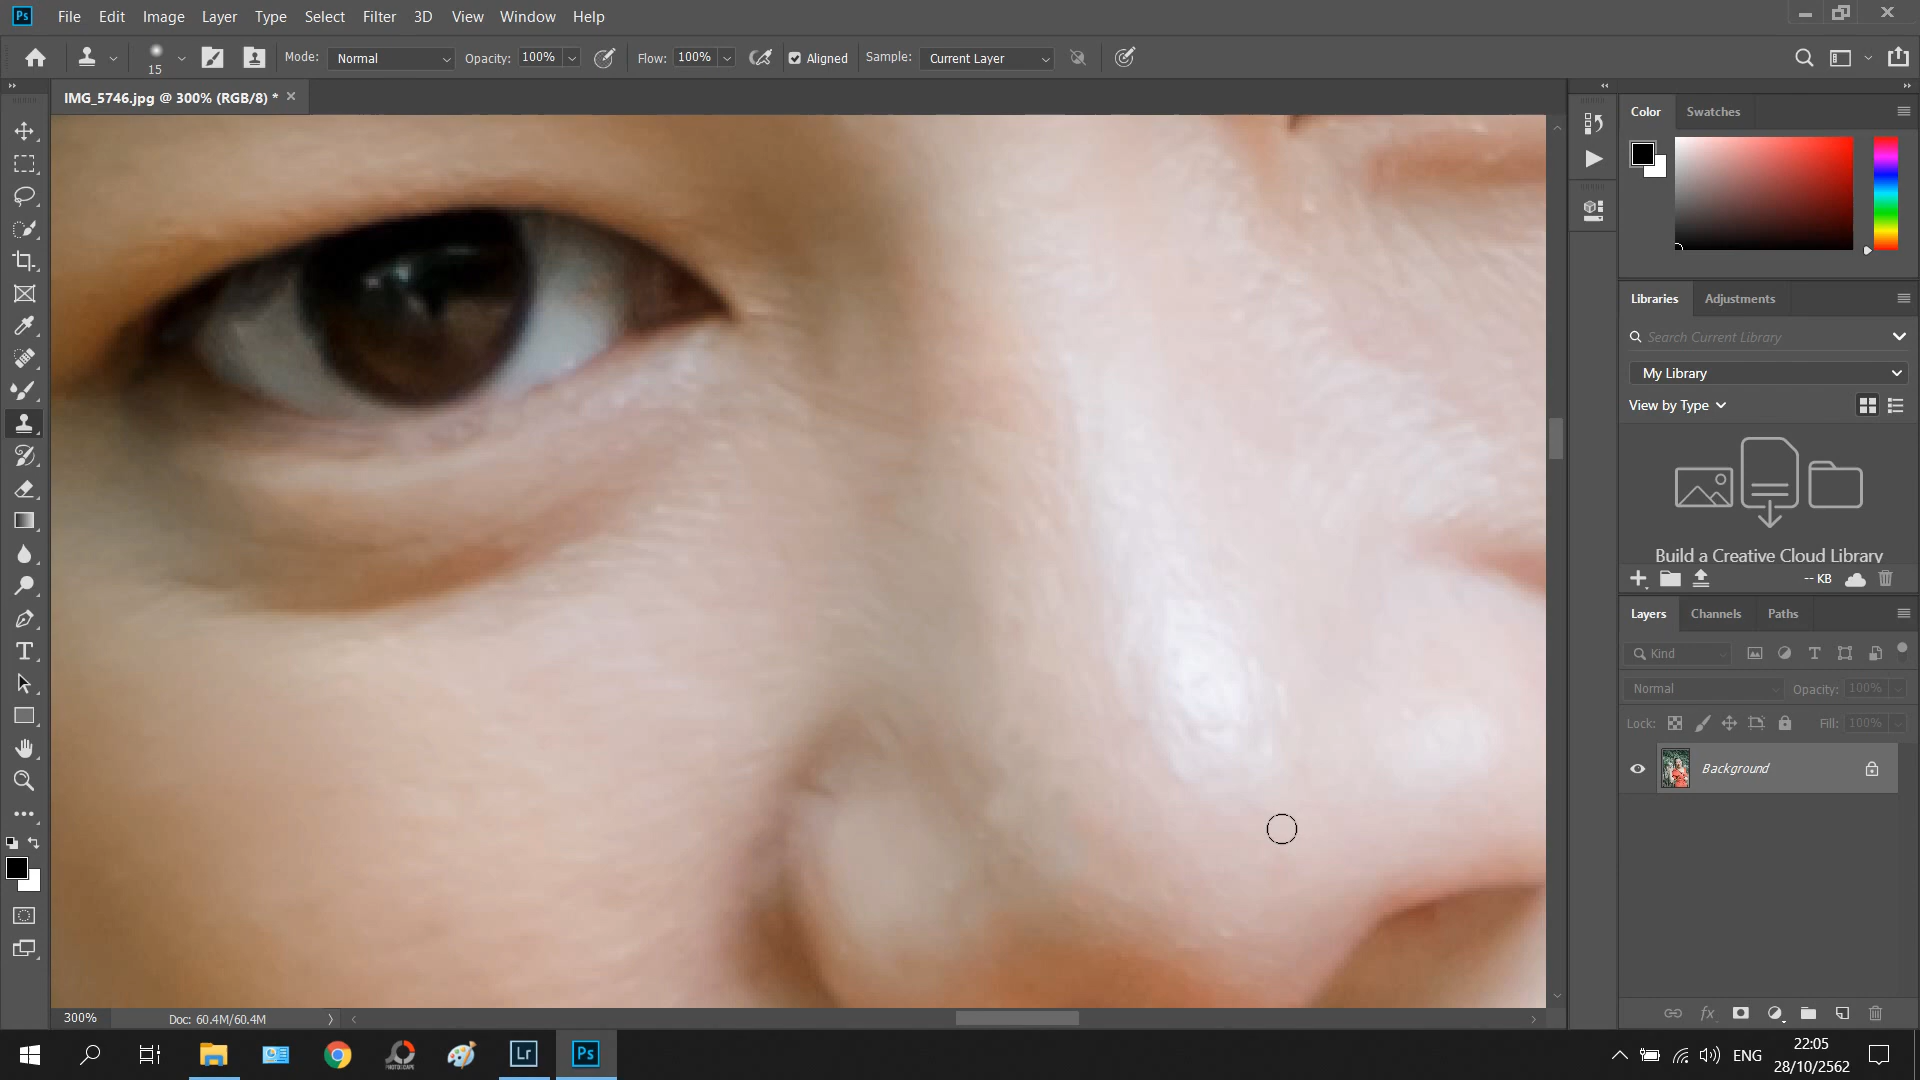 Ps File Edit Image Layer Type Select Filter 3D View Window Help
15 Mode: Normal Opacity: 100% Flow: 100% Aligned Sample: Current Layer
IMG_5746.jpg @ 300% (RGB/8) *
Color Swatches
Libraries Adjustments
Search Current Library
My Library
View by Type
Build a Creative Cloud Library
-- KB
Layers Channels Paths
Kind
Normal Opacity: 100%
Lock: Fill: 100%
Background
fx
300% Doc: 60.4M/60.4M
PHOTOSCAPE Lr Ps ENG
22:05
28/10/2562